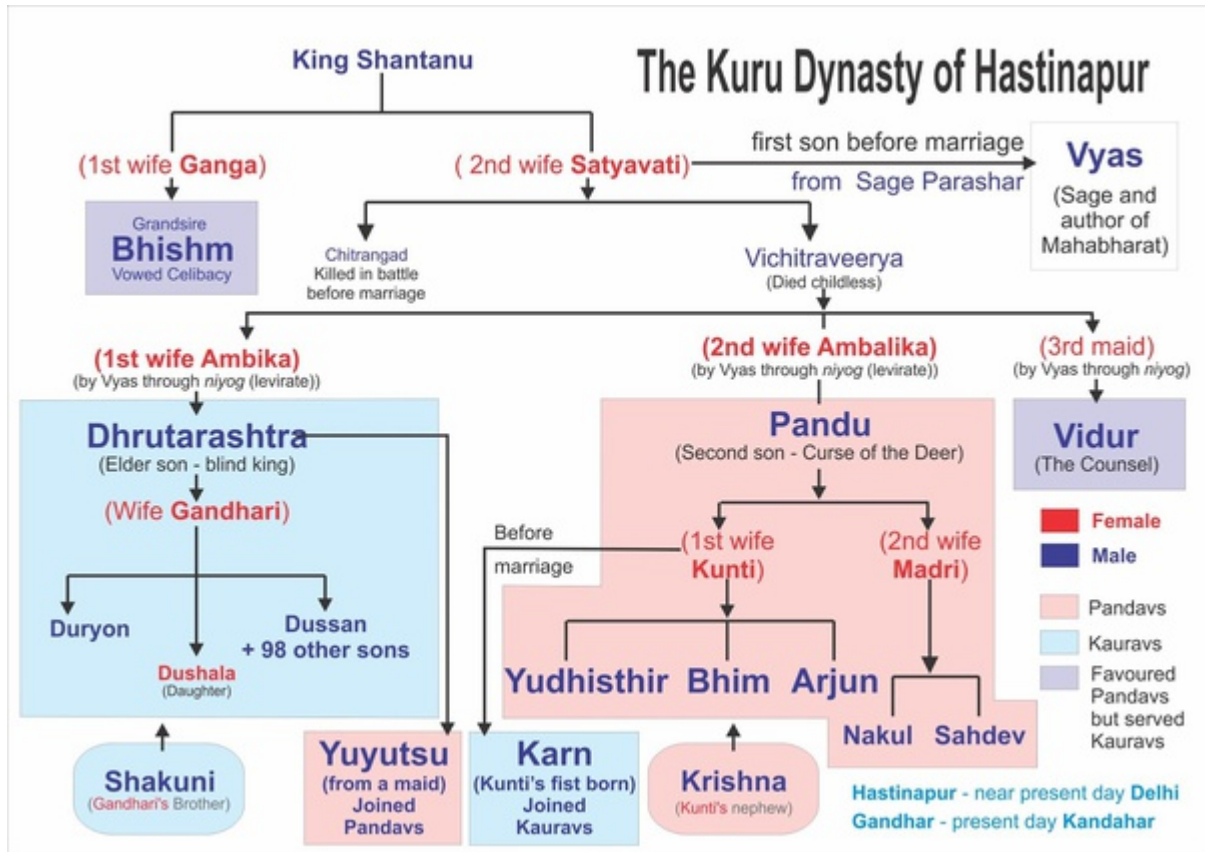 The Kuru Dynasty of Hastinapur
King Shantanu
(1st wife Ganga)
( 2nd wife Satyavati)
first son before marriage
from Sage Parashar
Vyas
(Sage and
author of
Mahabharat)
Grandsire
Bhishm
Vowed Celibacy
Chitrangad
Killed in battle
before marriage
Vichitraveerya
(Died childless)
(1st wife Ambika)
(by Vyas through niyog (levirate))
(2nd wife Ambalika)
(by Vyas through niyog (levirate))
(3rd maid)
(by Vyas through niyog)
Dhrutarashtra
(Elder son - blind king)
(Wife Gandhari)
Duryon
Dussan
+ 98 other sons
Dushala
(Daughter)
Pandu
(Second son - Curse of the Deer)
Before
marriage
(1st wife
Kunti)
(2nd wife
Madri)
Yudhisthir Bhim Arjun
Nakul Sahdev
Vidur
(The Counsel)
Female
Male
Pandavs
Kauravs
Favoured
Pandavs
but served
Kauravs
Shakuni
(Gandhari's Brother)
Yuyutsu
(from a maid)
Joined
Pandavs
Karn
(Kunti's fist born)
Joined
Kauravs
Krishna
(Kunti's nephew)
Hastinapur - near present day Delhi
Gandhar - present day Kandahar